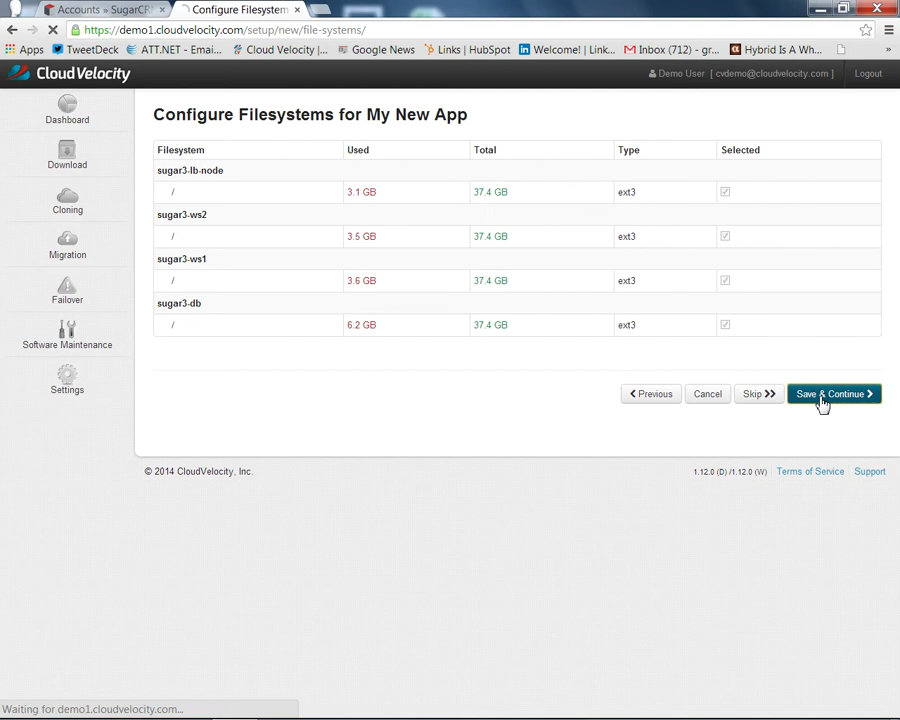 Accounts » SugarCR
Configure Filesystem
https://demo1.cloudvelocity.com/setup/new/file-systems/
Apps TweetDeck ATT.NET - Emai... Cloud Velocity |... Google News Links | HubSpot Welcome! | Link... Inbox (712) - gr... Hybrid Is A Wh... »
CloudVelocity
Demo User [ cvdemo@cloudvelocity.com ] Logout
Dashboard
Download
Cloning
Migration
Failover
Software Maintenance
Settings
Configure Filesystems for My New App
Filesystem Used Total Type Selected
sugar3-lb-node
/ 3.1 GB 37.4 GB ext3
sugar3-ws2
/ 3.5 GB 37.4 GB ext3
sugar3-ws1
/ 3.6 GB 37.4 GB ext3
sugar3-db
/ 6.2 GB 37.4 GB ext3
Previous Cancel Skip Save & Continue
© 2014 CloudVelocity, Inc.
1.12.0 (D) /1.12.0 (W) Terms of Service Support
Waiting for demo1.cloudvelocity.com...